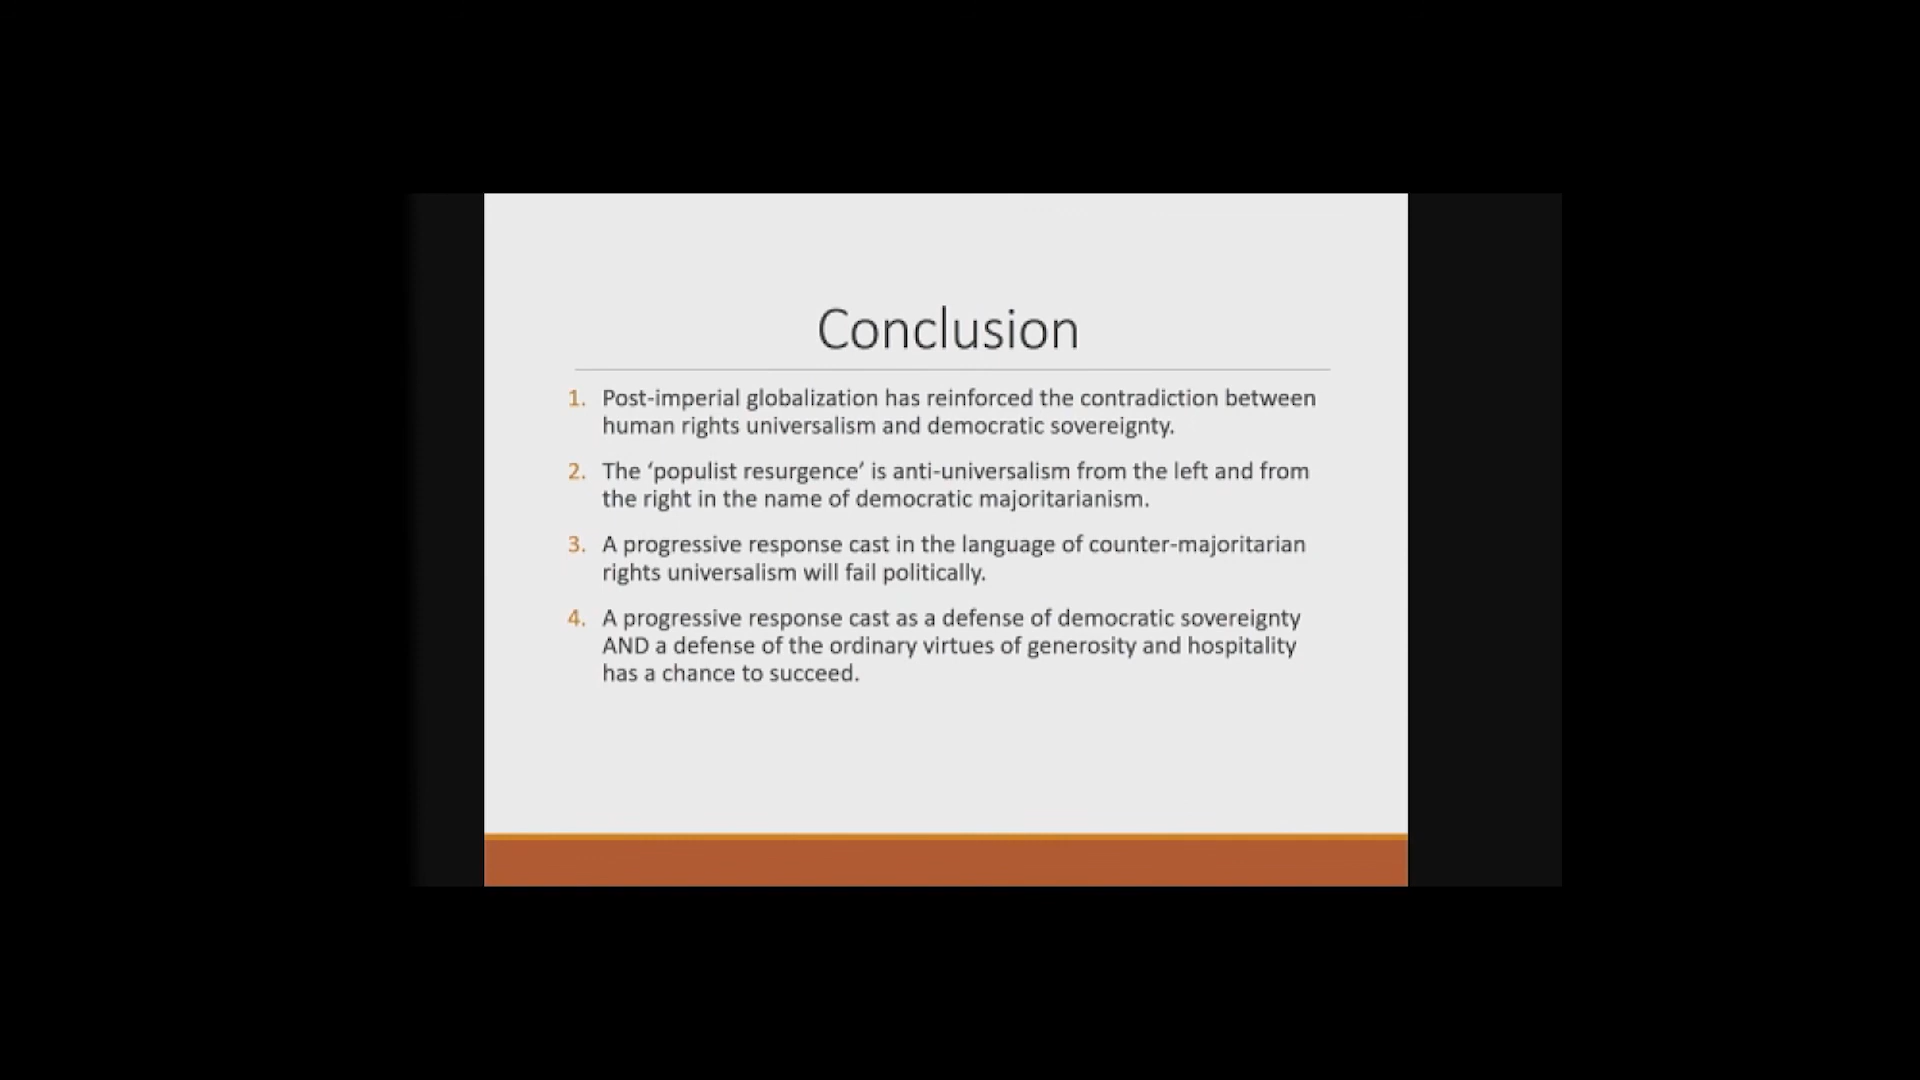 Conclusion
1. Post-imperial globalization has reinforced the contradiction between
human rights universalism and democratic sovereignty.
2. The ‘populist resurgence’ is anti-universalism from the left and from
the right in the name of democratic majoritarianism.
3. A progressive response cast in the language of counter-majoritarian
rights universalism will fail politically.
4. A progressive response cast as a defense of democratic sovereignty
AND a defense of the ordinary virtues of generosity and hospitality
has a chance to succeed.